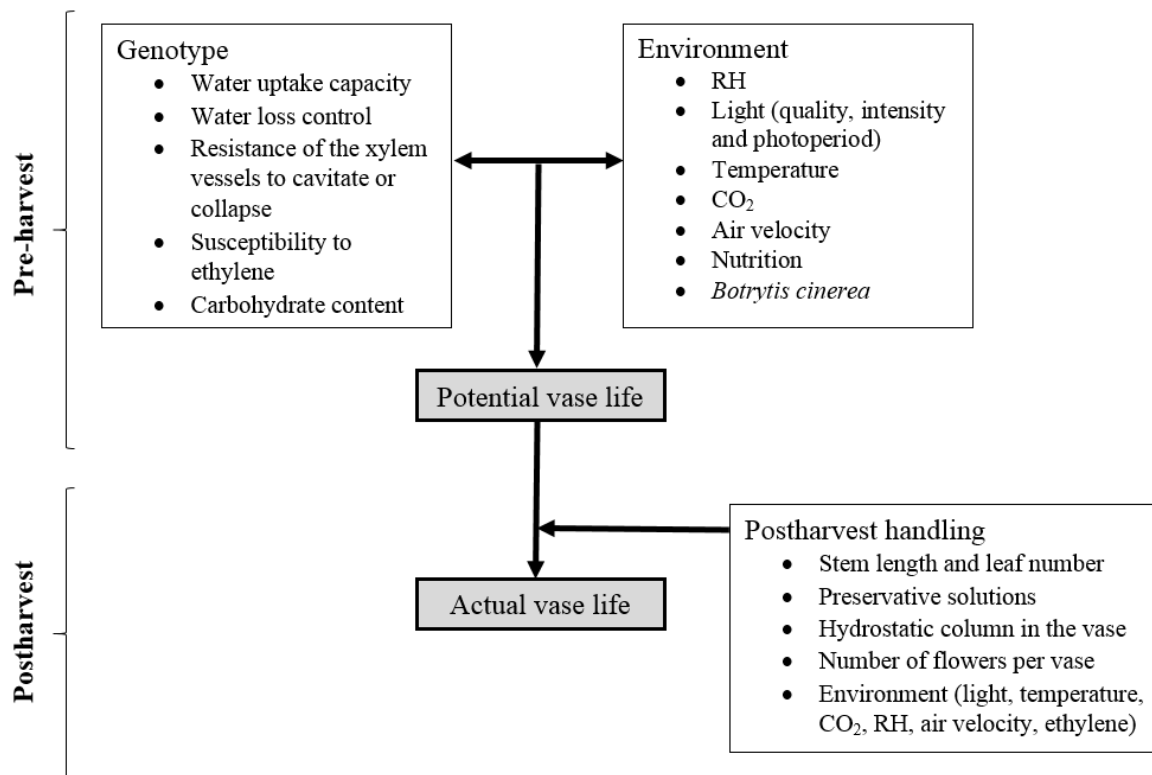 Pre-harvest
Genotype
• Water uptake capacity
• Water loss control
• Resistance of the xylem
vessels to cavitate or
collapse
• Susceptibility to
ethylene
• Carbohydrate content
Environment
• RH
• Light (quality, intensity
and photoperiod)
• Temperature
• CO₂
• Air velocity
• Nutrition
• Botrytis cinerea
Potential vase life
Postharvest
Postharvest handling
• Stem length and leaf number
• Preservative solutions
• Hydrostatic column in the vase
• Number of flowers per vase
• Environment (light, temperature,
CO₂, RH, air velocity, ethylene)
Actual vase life